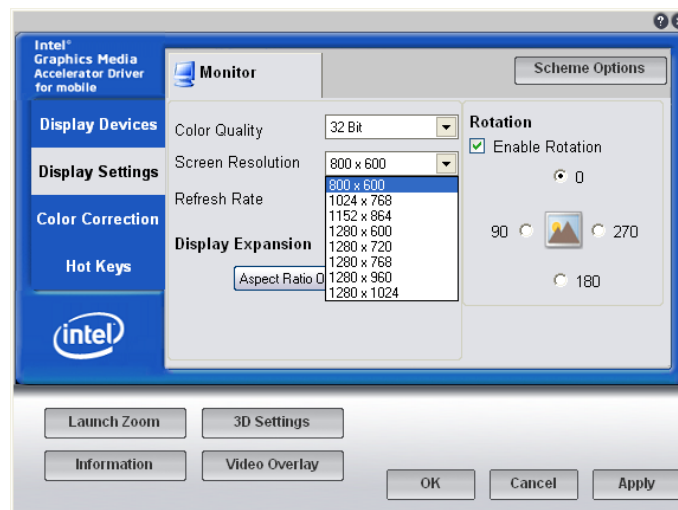 Intel®
Graphics Media
Accelerator Driver
for mobile
Monitor
Scheme Options
Display Devices
Display Settings
Color Correction
Hot Keys
intel
Color Quality
32 Bit
Screen Resolution
800 x 600
800 x 600
1024 x 768
1152 x 864
1280 x 600
1280 x 720
1280 x 768
1280 x 960
1280 x 1024
Refresh Rate
Display Expansion
Aspect Ratio
Rotation
Enable Rotation
0
90
270
180
Launch Zoom
3D Settings
Information
Video Overlay
OK
Cancel
Apply